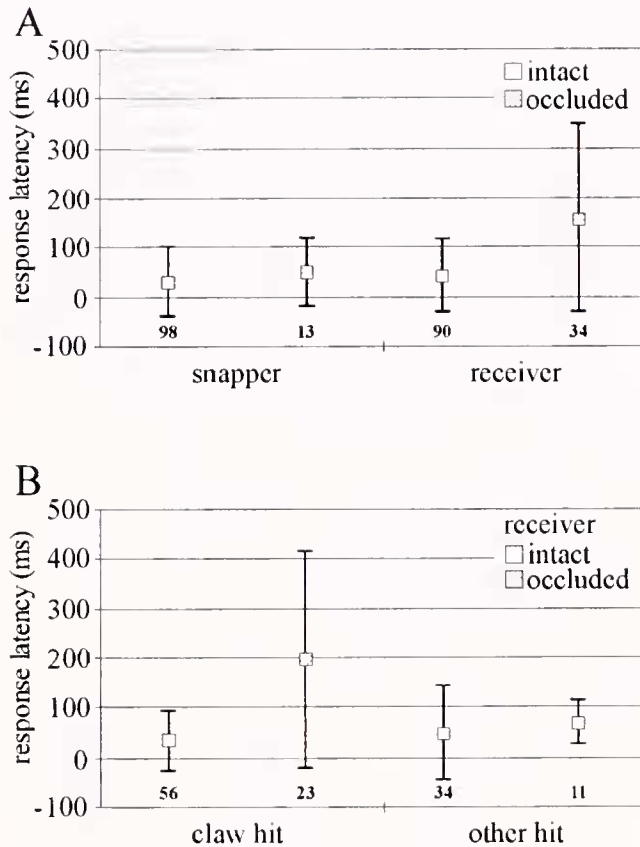 A
500
400
300
200
100
0
-100
response latency (ms)
intact
occluded
98 13 90 34
snapper receiver
B
500
400
300
200
100
0
-100
response latency (ms)
receiver
intact
occluded
56 23 34 11
claw hit other hit